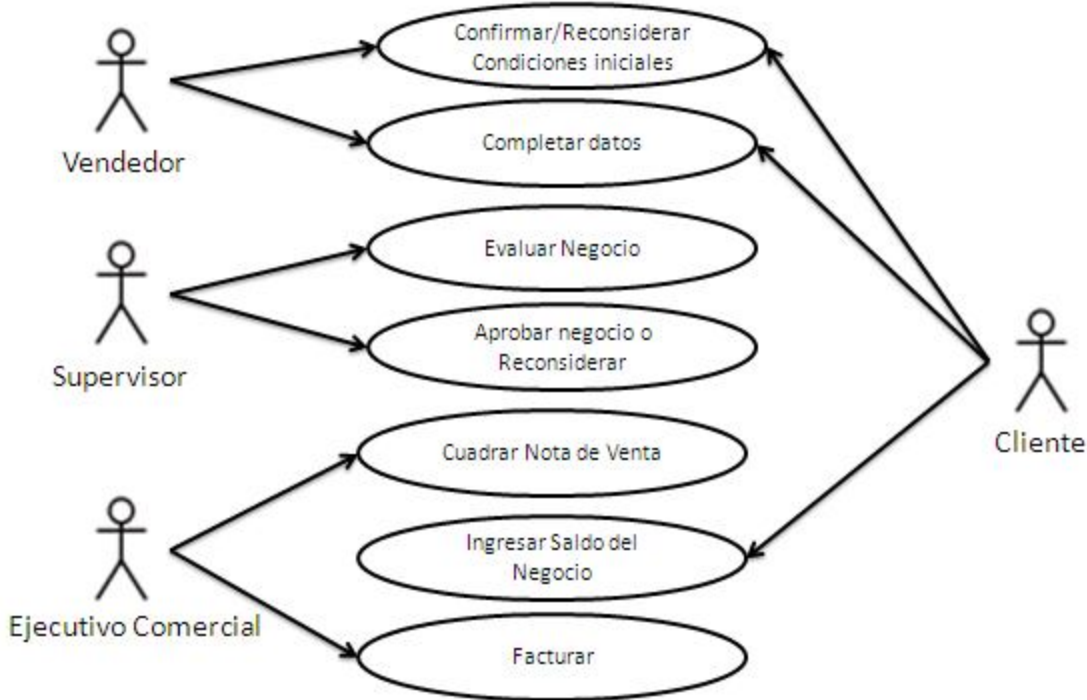 Confirmar/Reconsiderar
Condiciones iniciales
Vendedor
Completar datos
Evaluar Negocio
Supervisor
Aprobar negocio o
Reconsiderar
Cliente
Cuadrar Nota de Venta
Ingresar Saldo del
Negocio
Ejecutivo Comercial
Facturar